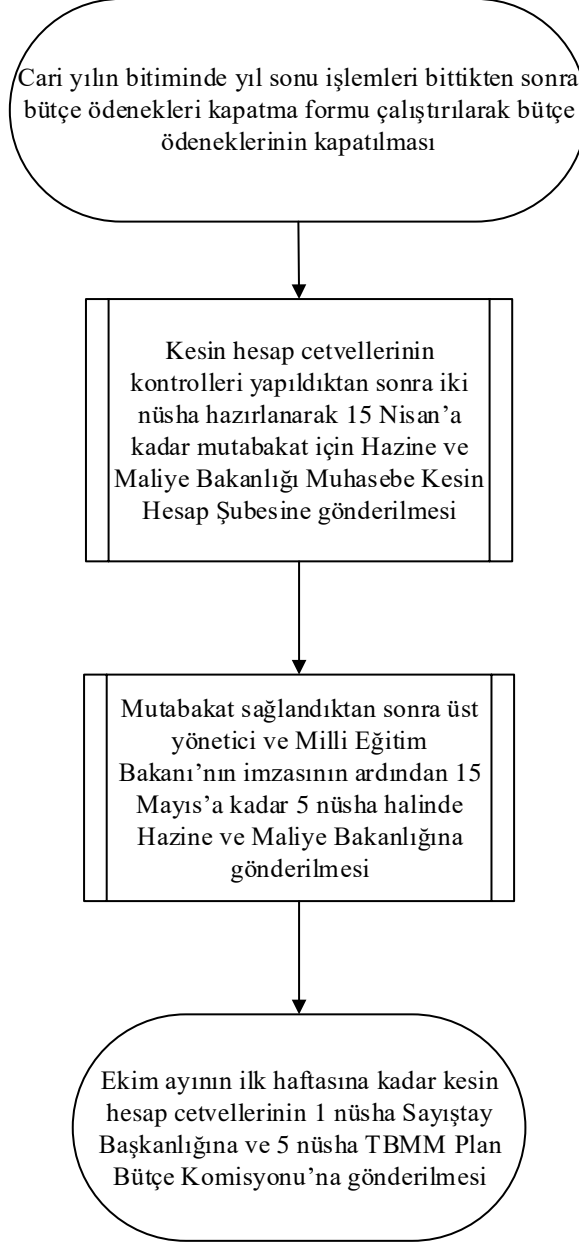 Cari yılın bitiminde yıl sonu işlemleri bittikten sonra
bütçe ödenekleri kapatma formu çalıştırılarak bütçe
ödeneklerinin kapatılması
Kesin hesap cetvellerinin
kontrolleri yapıldıktan sonra iki
nüsha hazırlanarak 15 Nisan’a
kadar mutabakat için Hazine ve
Maliye Bakanlığı Muhasebe Kesin
Hesap Şubesine gönderilmesi
Mutabakat sağlandıktan sonra üst
yönetici ve Milli Eğitim
Bakanı’nın imzasının ardından 15
Mayıs’a kadar 5 nüsha halinde
Hazine ve Maliye Bakanlığına
gönderilmesi
Ekim ayının ilk haftasına kadar kesin
hesap cetvellerinin 1 nüsha Sayıştay
Başkanlığına ve 5 nüsha TBMM Plan
Bütçe Komisyonu’na gönderilmesi